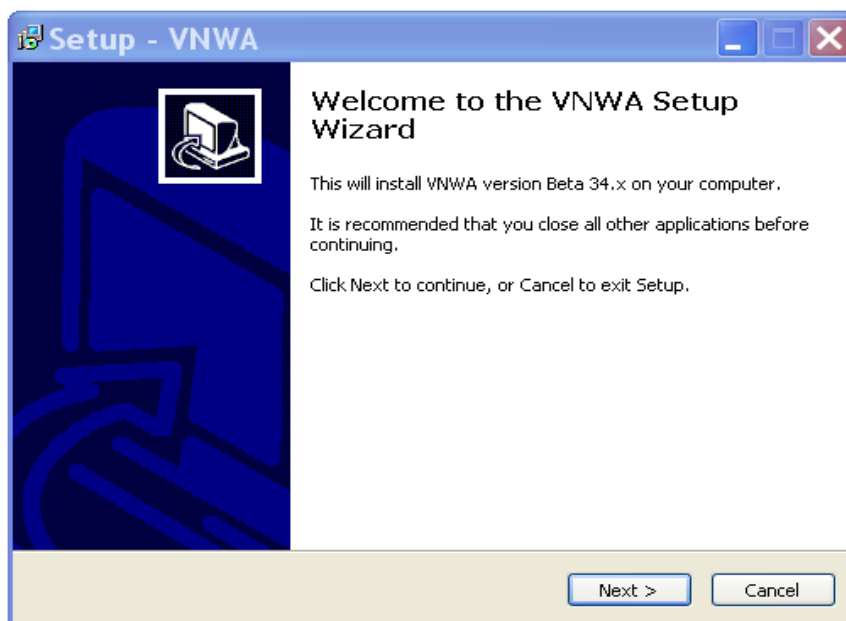 Setup - VNWA
Welcome to the VNWA Setup
Wizard
This will install VNWA version Beta 34.x on your computer.
It is recommended that you close all other applications before
continuing.
Click Next to continue, or Cancel to exit Setup.
Next >
Cancel